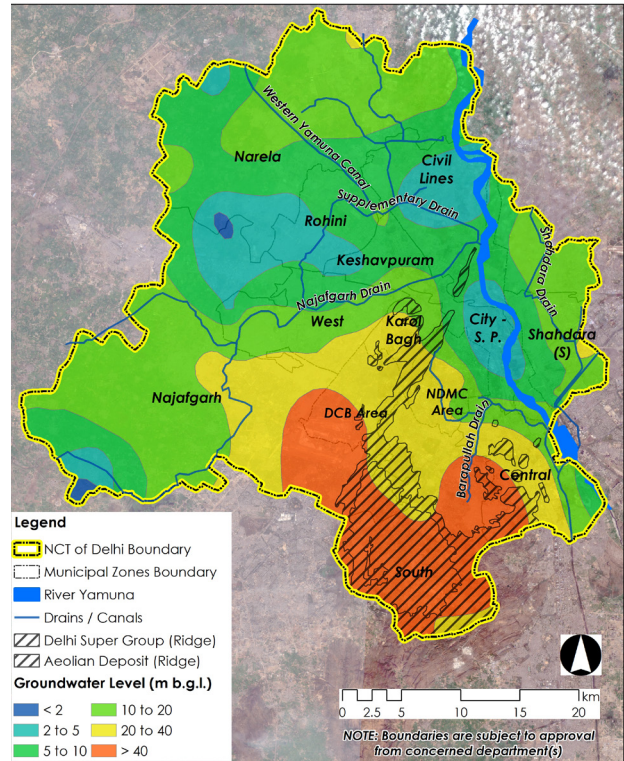 Western Yamuna Canal
Narela
Civil
Lines
Supplementary Drain
Rohini
Keshavpuram
Shahdara Drain
Najafgarh Drain
West
Karol
Bagh
City -
S. P.
Shahdara
(S)
Najafgarh
DCB Area
NDMC
Area
Barapullah Drain
Central
South
Legend
NCT of Delhi Boundary
Municipal Zones Boundary
River Yamuna
Drains / Canals
Delhi Super Group (Ridge)
Aeolian Deposit (Ridge)
Groundwater Level (m b.g.l.)
< 2
10 to 20
2 to 5
20 to 40
5 to 10
> 40
km
0 2.5 5 10 15 20
NOTE: Boundaries are subject to approval
from concerned department(s)